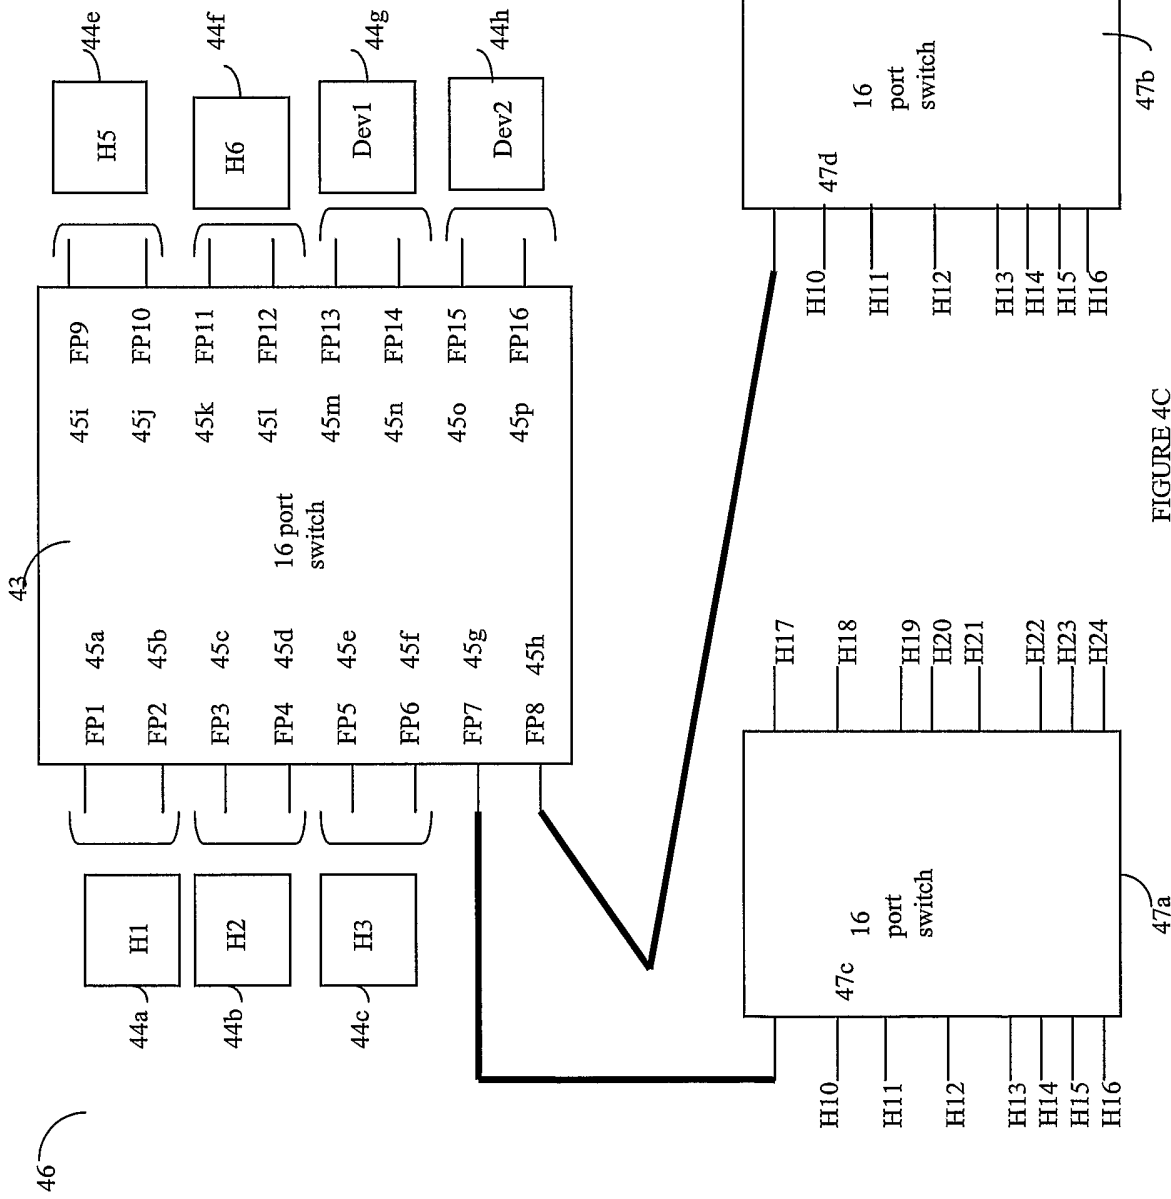 46
43
44a
H1
44b
H2
44c
H3
FP1 45a
FP2 45b
FP3 45c
FP4 45d
FP5 45e
FP6 45f
FP7 45g
FP8 45h
16 port
switch
45i FP9
45j FP10
45k FP11
45l FP12
45m FP13
45n FP14
45o FP15
45p FP16
H5
44e
H6
44f
Dev1
44g
Dev2
44h
47c
H10
H11
H12
H13
H14
H15
H16
16
port
switch
H17
H18
H19
H20
H21
H22
H23
H24
47a
47d
H10
H11
H12
H13
H14
H15
H16
16
port
switch
47b
FIGURE 4C